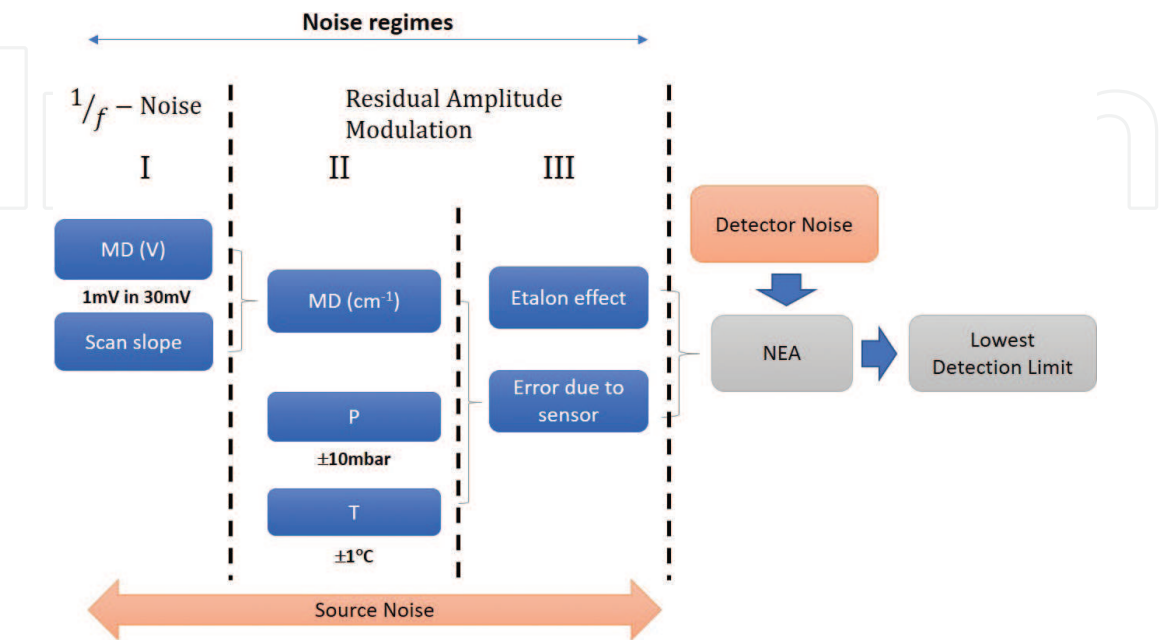 Noise regimes
1/f – Noise
Residual Amplitude
Modulation
I
II
III
MD (V)
1mV in 30mV
Scan slope
MD (cm⁻¹)
P
±10mbar
T
±1°C
Etalon effect
Error due to
sensor
Detector Noise
NEA
Lowest
Detection Limit
Source Noise